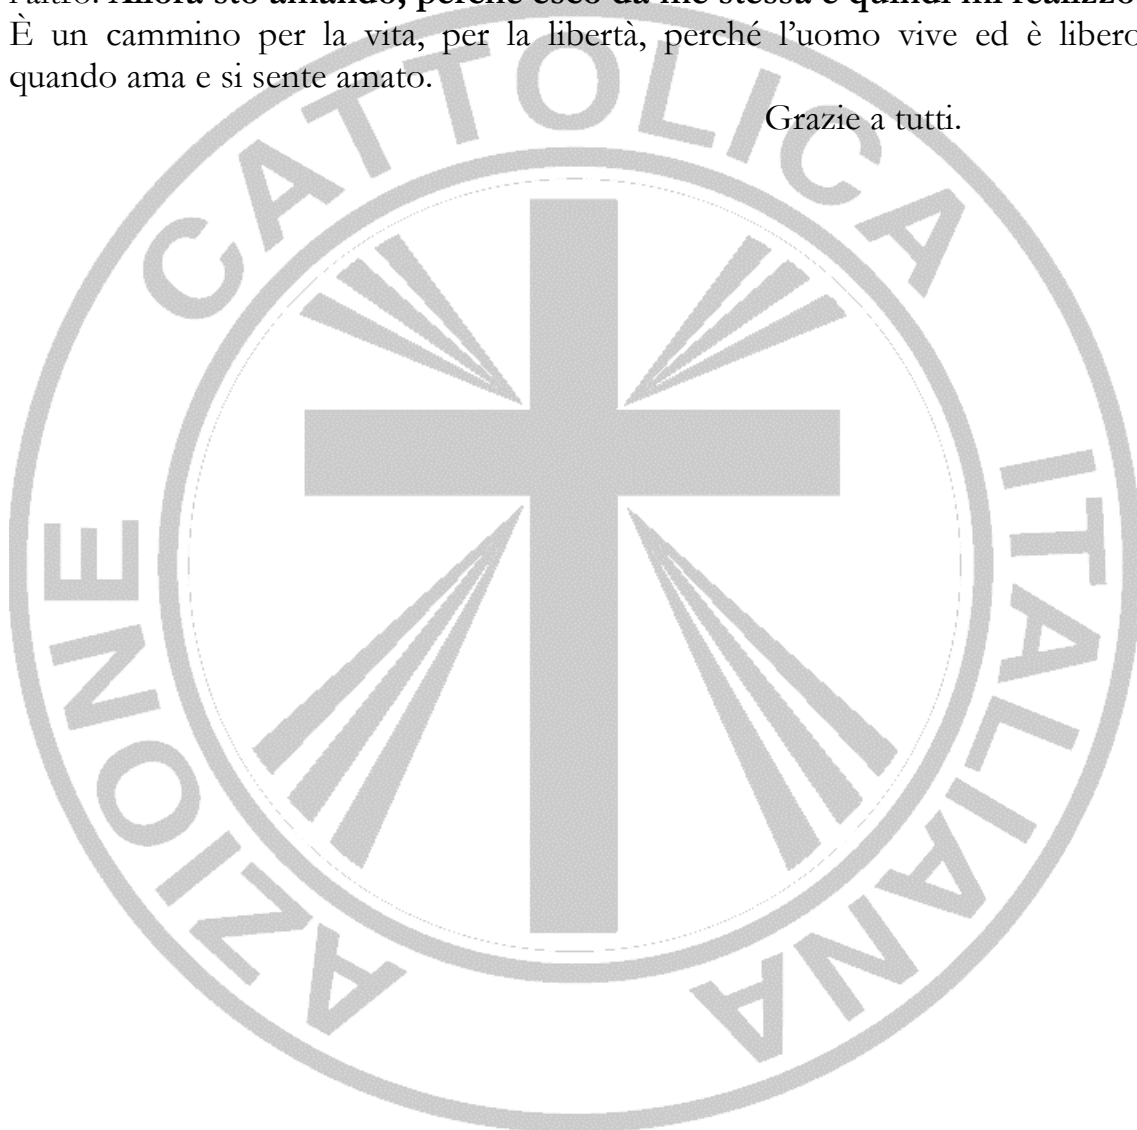 l'altro. Allora sto amando, perché esco da me stessa e quindi mi realizzo.
È un cammino per la vita, per la libertà, perché l'uomo vive ed è libero
quando ama e si sente amato.
Grazie a tutti.
AZIONE CATTOLICA ITALIANA